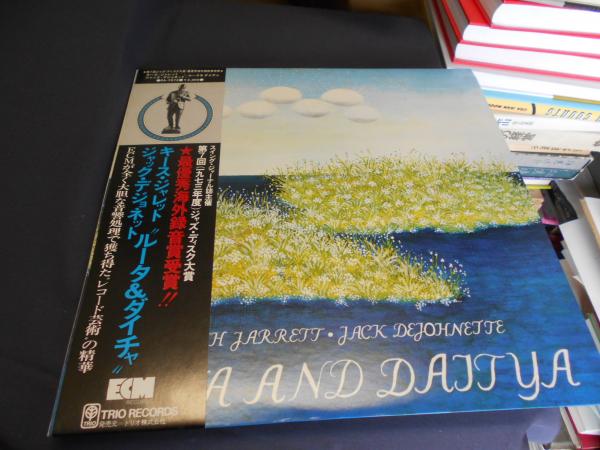 スイング・ジャーナル誌主催
第7回(一九七三年度)ジャズ・ディスク大賞
★最優秀海外録音賞受賞!!
キース・ジャレット
ジャック・デジョネット
"ルータ&ダイチャ"
ECMが全く大胆な音響処理で獲ち得た、"レコード芸術"の精華
ECM
TRIO
TRIO RECORDS
発売元—トリオ株式会社
H JARRETT · JACK DEJOHNETTE
A AND DAITYA